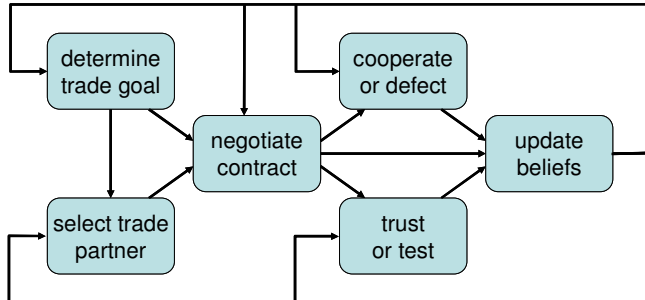 determine
trade goal
cooperate
or defect
negotiate
contract
update
beliefs
select trade
partner
trust
or test